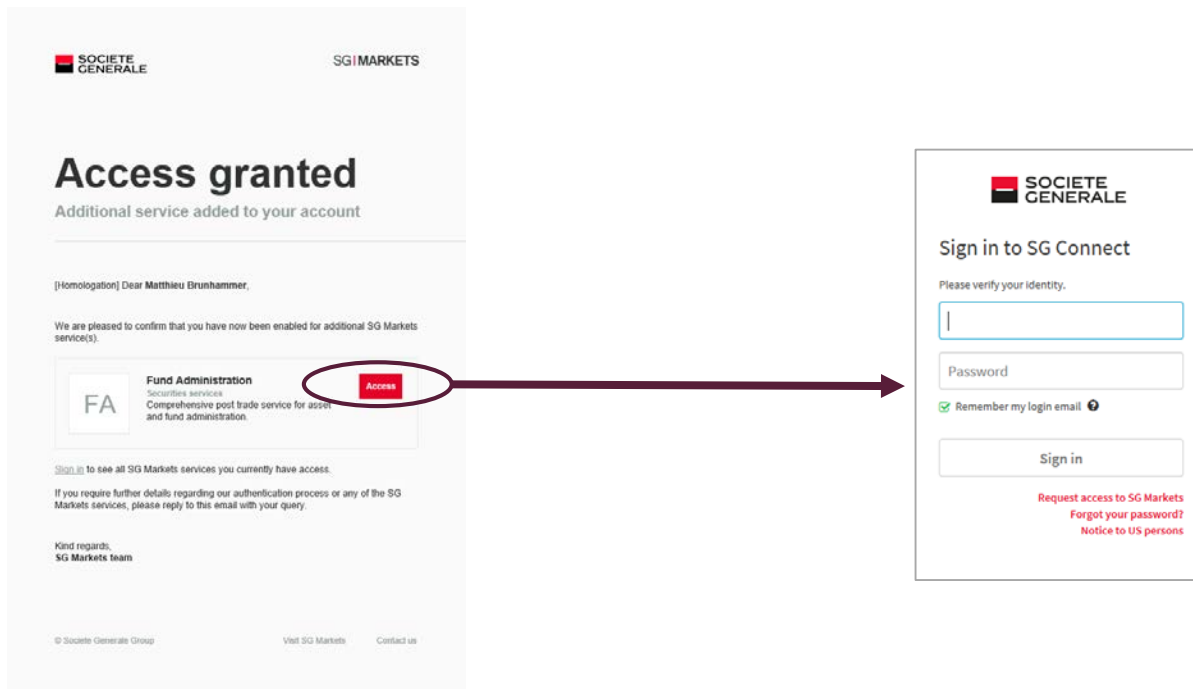 SOCIETE
GENERALE
SG|MARKETS
Access granted
Additional service added to your account
[Homologation] Dear Matthieu Brunhammer,
We are pleased to confirm that you have now been enabled for additional SG Markets
service(s).
FA
Fund Administration
Securities services
Comprehensive post trade service for asset
and fund administration.
Access
Sign in to see all SG Markets services you currently have access.
If you require further details regarding our authentication process or any of the SG
Markets services, please reply to this email with your query.
Kind regards,
SG Markets team
© Societe Generale Group
Visit SG Markets
Contact us
SOCIETE
GENERALE
Sign in to SG Connect
Please verify your identity.
Password
Remember my login email ?
Sign in
Request access to SG Markets
Forgot your password?
Notice to US persons